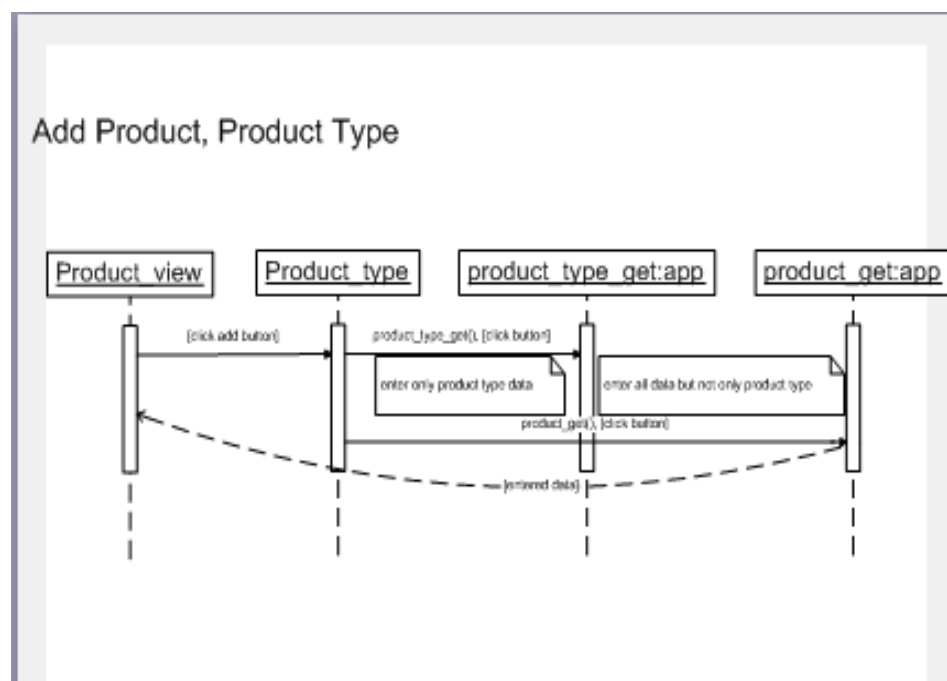 Add Product, Product Type
Product_view
Product_type
product_type_get:app
product_get:app
[click add button]
product_type_get(), [click button]
enter only product type data
enter all data but not only product type
product_get(), [click button]
[entered data]